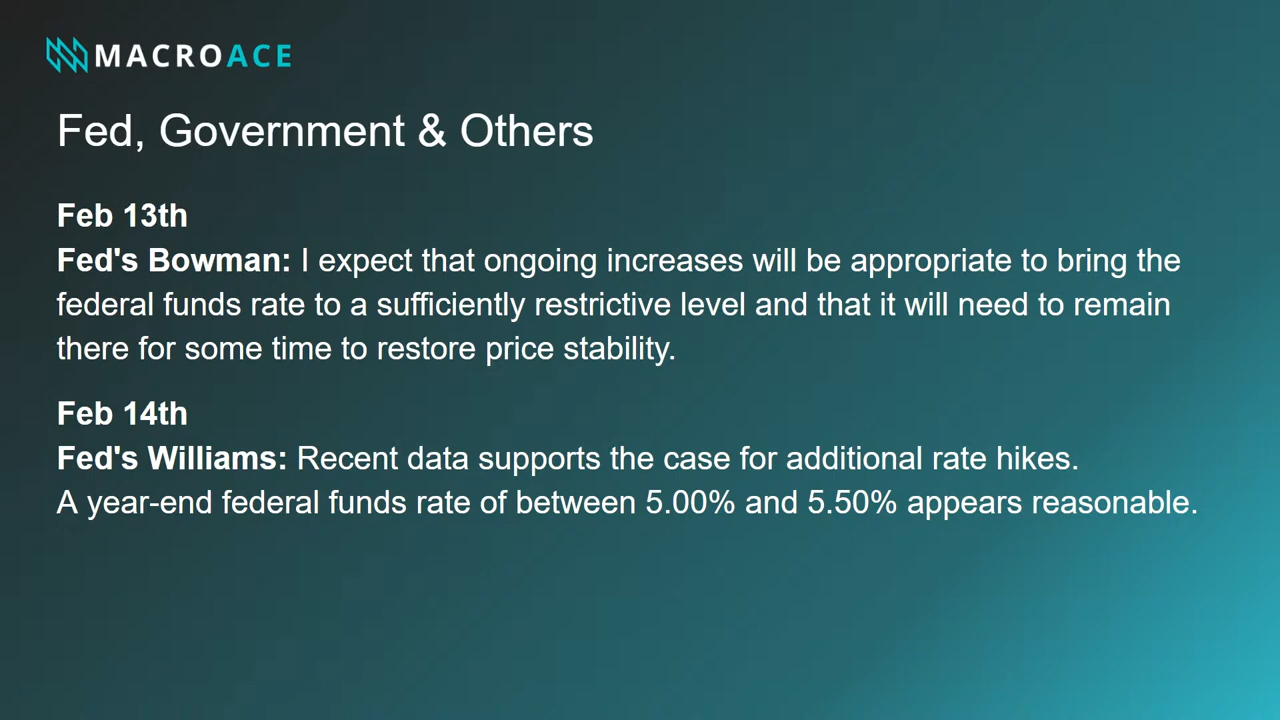 MACROACE
Fed, Government & Others
Feb 13th
Fed's Bowman: I expect that ongoing increases will be appropriate to bring the
federal funds rate to a sufficiently restrictive level and that it will need to remain
there for some time to restore price stability.
Feb 14th
Fed's Williams: Recent data supports the case for additional rate hikes.
A year-end federal funds rate of between 5.00% and 5.50% appears reasonable.